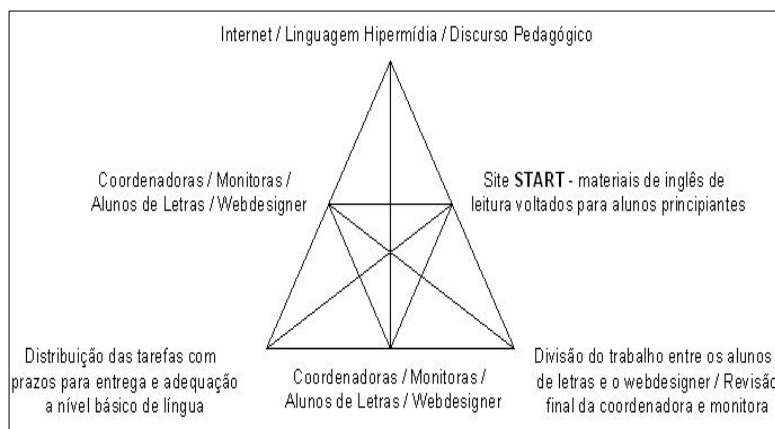 Internet / Linguagem Hipermídia / Discurso Pedagógico
Coordenadoras / Monitoras /
Alunos de Letras / Webdesigner
Site START - materiais de inglês de
leitura voltados para alunos principiantes
Distribuição das tarefas com
prazos para entrega e adequação
a nível básico de língua
Coordenadoras / Monitoras /
Alunos de Letras / Webdesigner
Divisão do trabalho entre os alunos
de letras e o webdesigner / Revisão
final da coordenadora e monitora